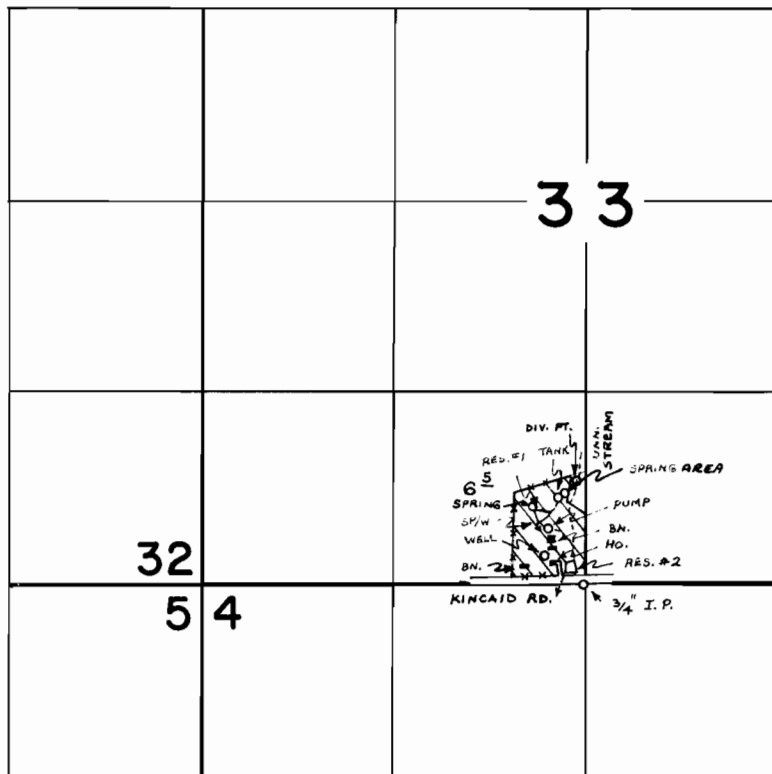 33
DIV. PT.
UNN. STREAM
RES. #1
TANK
SPRING AREA
6 5
SPRING
PUMP
SP/W
BN.
WELL
HO.
BN.
RES. #2
32
KINCAID RD.
3/4" I.P.
5 4